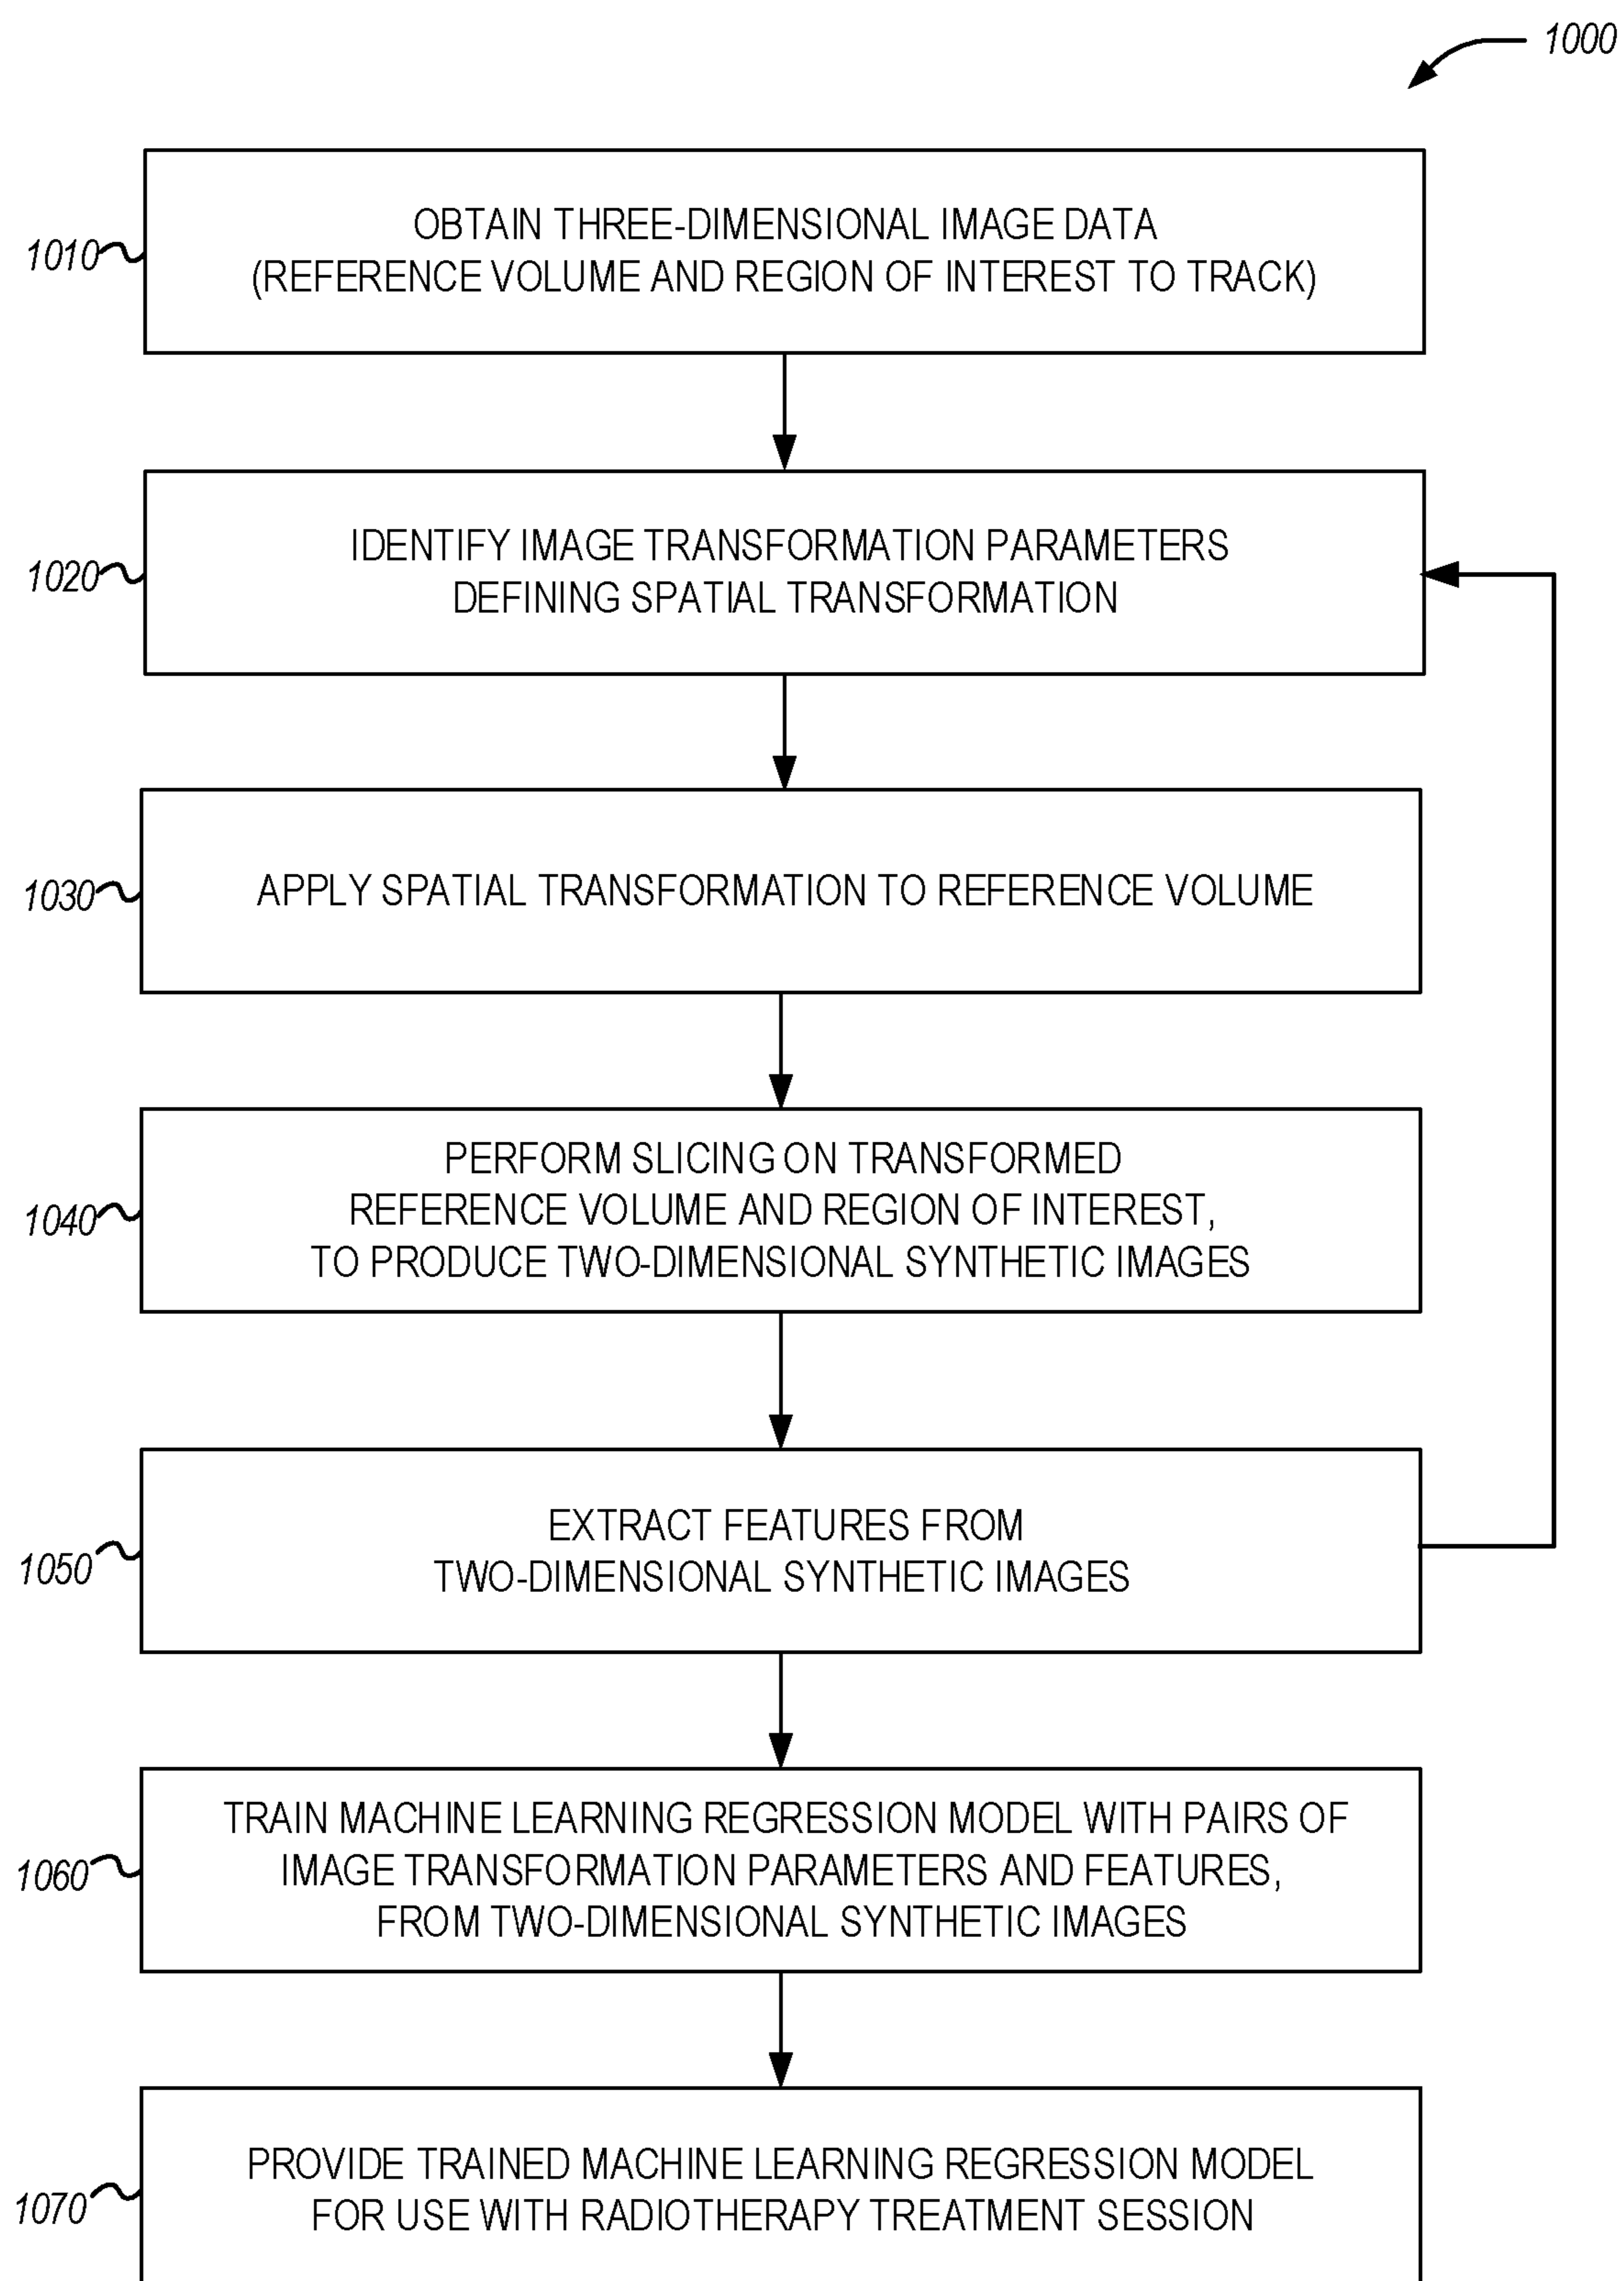 1000
1010
OBTAIN THREE-DIMENSIONAL IMAGE DATA
(REFERENCE VOLUME AND REGION OF INTEREST TO TRACK)
1020
IDENTIFY IMAGE TRANSFORMATION PARAMETERS
DEFINING SPATIAL TRANSFORMATION
1030
APPLY SPATIAL TRANSFORMATION TO REFERENCE VOLUME
1040
PERFORM SLICING ON TRANSFORMED
REFERENCE VOLUME AND REGION OF INTEREST,
TO PRODUCE TWO-DIMENSIONAL SYNTHETIC IMAGES
1050
EXTRACT FEATURES FROM
TWO-DIMENSIONAL SYNTHETIC IMAGES
1060
TRAIN MACHINE LEARNING REGRESSION MODEL WITH PAIRS OF
IMAGE TRANSFORMATION PARAMETERS AND FEATURES,
FROM TWO-DIMENSIONAL SYNTHETIC IMAGES
1070
PROVIDE TRAINED MACHINE LEARNING REGRESSION MODEL
FOR USE WITH RADIOTHERAPY TREATMENT SESSION